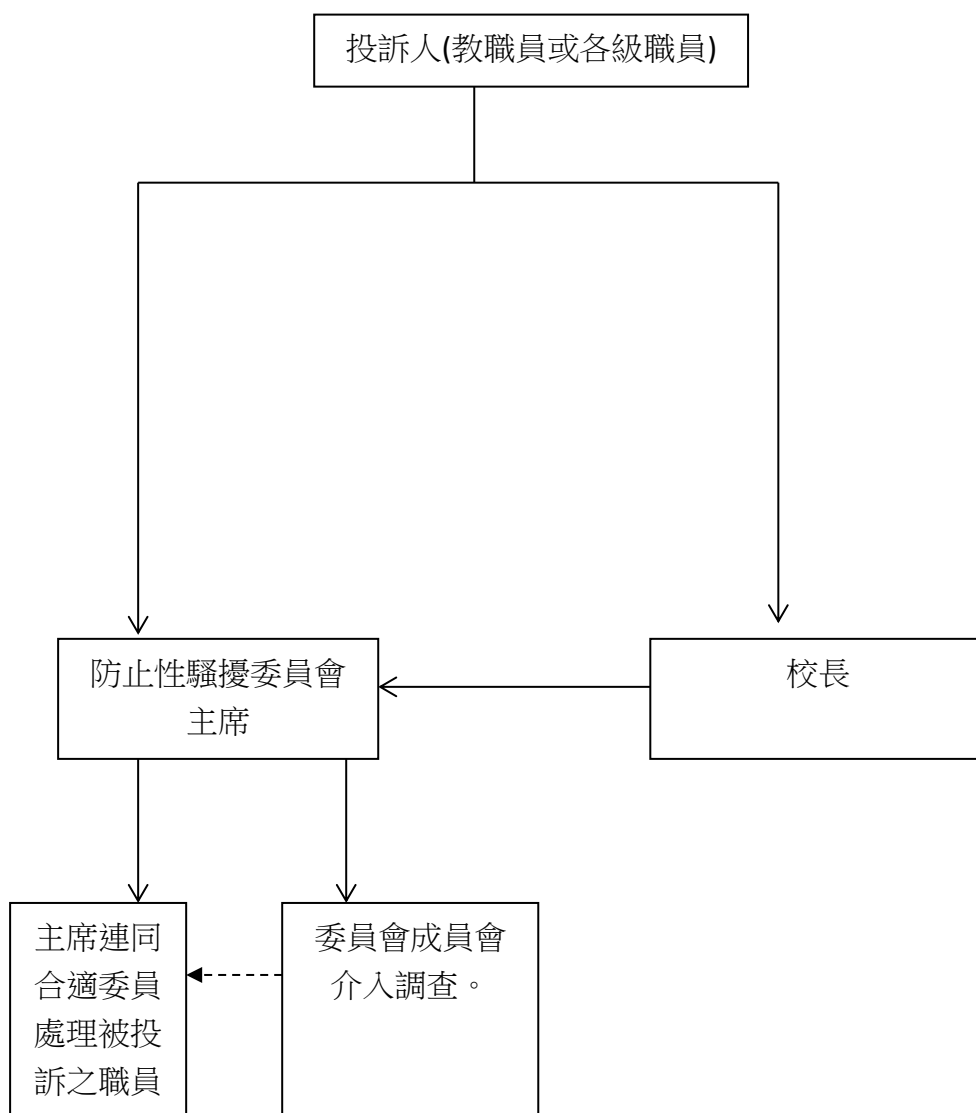 投訴人(教職員或各級職員)
防止性騷擾委員會
主席
校長
主席連同
合適委員
處理被投
訴之職員
委員會成員會
介入調查。